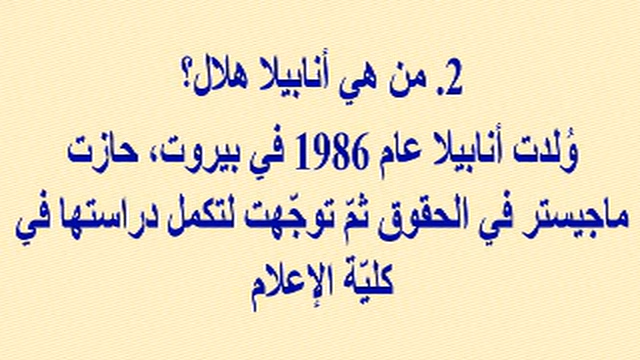 2. من هي أنابيلا هلال؟
وُلدت أنابيلا عام 1986 في بيروت، حازت
ماجيستر في الحقوق ثمّ توجّهت لتكمل دراستها في
كليّة الإعلام